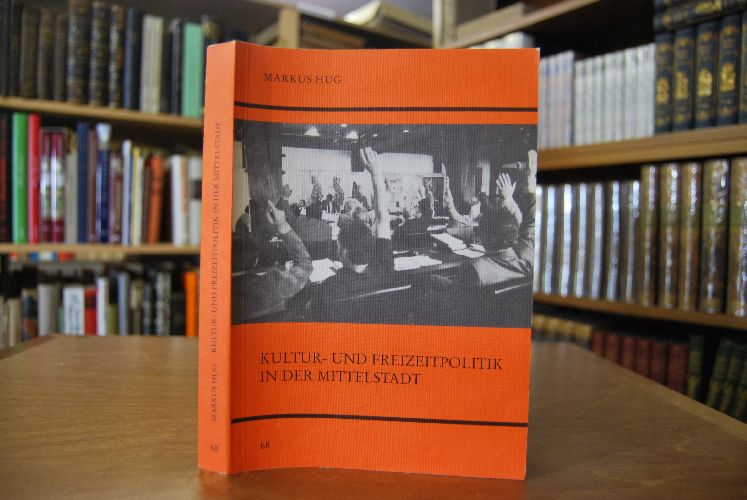 MARKUS HUG
KULTUR- UND FREIZEITPOLITIK
IN DER MITTELSTADT
68
MARKUS HUG KULTUR- UND FREIZEITPOLITIK IN DER MITTELSTADT
68